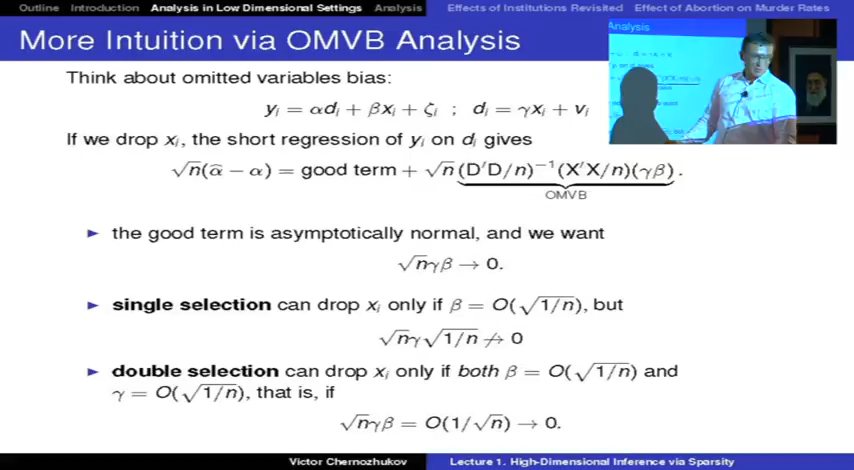 Outline Introduction Analysis in Low Dimensional Settings Analysis Effects of Institutions Revisited Effect of Abortion on Murder Rates
More Intuition via OMVB Analysis
Think about omitted variables bias:
yᵢ = αdᵢ + βxᵢ + ζᵢ ; dᵢ = γxᵢ + vᵢ
If we drop xᵢ, the short regression of yᵢ on dᵢ gives
√n(α̂ − α) = good term + √n (D′D/n)⁻¹(X′X/n)(γβ).
OMVB
► the good term is asymptotically normal, and we want
√nγβ → 0.
► single selection can drop xᵢ only if β = O(√1/n), but
√nγ√1/n ↛ 0
► double selection can drop xᵢ only if both β = O(√1/n) and
γ = O(√1/n), that is, if
√nγβ = O(1/√n) → 0.
Victor Chernozhukov Lecture 1. High-Dimensional Inference via Sparsity